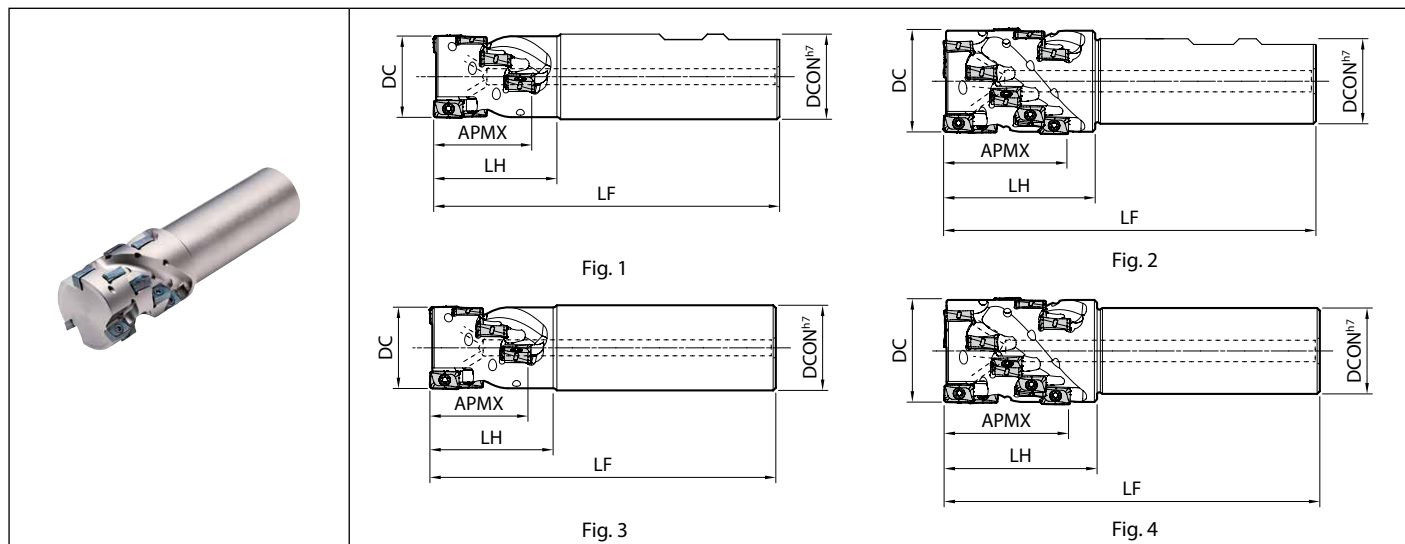 DC
APMX
LH
LF
DCONh7
Fig. 1
DC
APMX
LH
LF
DCONh7
Fig. 2
DC
APMX
LH
LF
DCONh7
Fig. 3
DC
APMX
LH
LF
DCONh7
Fig. 4